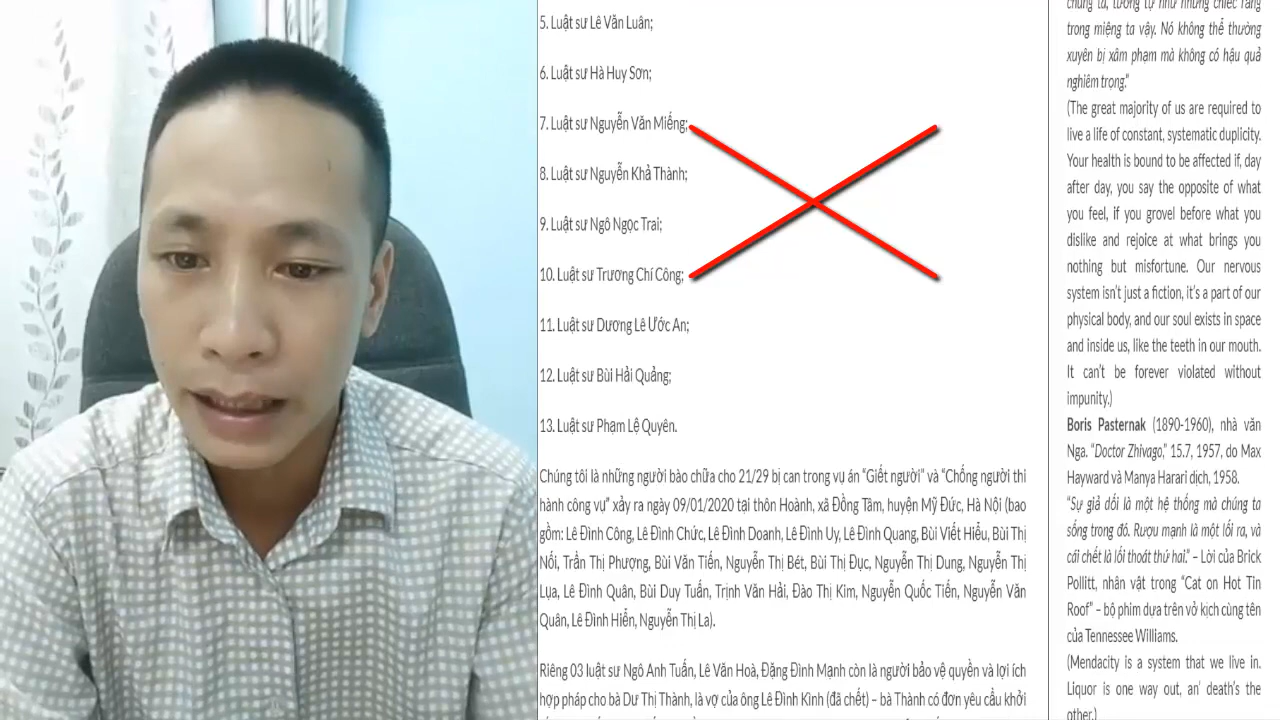 5. Luật sư Lê Văn Luân;
6. Luật sư Hà Huy Sơn;
7. Luật sư Nguyễn Văn Miếng;
8. Luật sư Nguyễn Khả Thành;
9. Luật sư Ngô Ngọc Trai;
10. Luật sư Trương Chí Công;
11. Luật sư Dương Lê Ước An;
12. Luật sư Bùi Hải Quảng;
13. Luật sư Phạm Lệ Quyên.
Chúng tôi là những người bào chữa cho 21/29 bị can trong vụ án “Giết người” và “Chống người thi
hành công vụ” xảy ra ngày 09/01/2020 tại thôn Hoành, xã Đồng Tâm, huyện Mỹ Đức, Hà Nội (bao
gồm: Lê Đình Công, Lê Đình Chức, Lê Đình Doanh, Lê Đình Uy, Lê Đình Quang, Bùi Viết Hiểu, Bùi Thị
Nối, Trần Thị Phượng, Bùi Văn Tiến, Nguyễn Thị Bét, Bùi Thị Đục, Nguyễn Thị Dung, Nguyễn Thị
Lụa, Lê Đình Quân, Bùi Duy Tuấn, Trịnh Văn Hải, Đào Thị Kim, Nguyễn Quốc Tiến, Nguyễn Văn
Quân, Lê Đình Hiển, Nguyễn Thị La).
Riêng 03 luật sư Ngô Anh Tuấn, Lê Văn Hoà, Đặng Đình Mạnh còn là người bảo vệ quyền và lợi ích
hợp pháp cho bà Dư Thị Thành, là vợ của ông Lê Đình Kình (đã chết) – bà Thành có đơn yêu cầu khởi
chúng ta, tương tự như những chiếc răng
trong miệng ta vậy. Nó không thể thường
xuyên bị xâm phạm mà không có hậu quả
nghiêm trọng.”
(The great majority of us are required to
live a life of constant, systematic duplicity.
Your health is bound to be affected if, day
after day, you say the opposite of what
you feel, if you grovel before what you
dislike and rejoice at what brings you
nothing but misfortune. Our nervous
system isn’t just a fiction, it’s a part of our
physical body, and our soul exists in space
and inside us, like the teeth in our mouth.
It can’t be forever violated without
impunity.)
Boris Pasternak (1890-1960), nhà văn
Nga. “Doctor Zhivago,” 15.7, 1957, do Max
Hayward và Manya Harari dịch, 1958.
“Sự giả dối là một hệ thống mà chúng ta
sống trong đó. Rượu mạnh là một lối ra, và
cái chết là lối thoát thứ hai.” – Lời của Brick
Pollitt, nhân vật trong “Cat on Hot Tin
Roof” – bộ phim dựa trên vở kịch cùng tên
của Tennessee Williams.
(Mendacity is a system that we live in.
Liquor is one way out, an’ death’s the
other.)